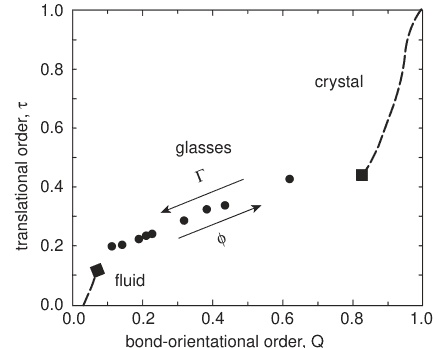 1.0
0.8
0.6
0.4
0.2
0.0
translational order, τ
crystal
glasses
Γ
ϕ
fluid
0.0 0.2 0.4 0.6 0.8 1.0
bond-orientational order, Q